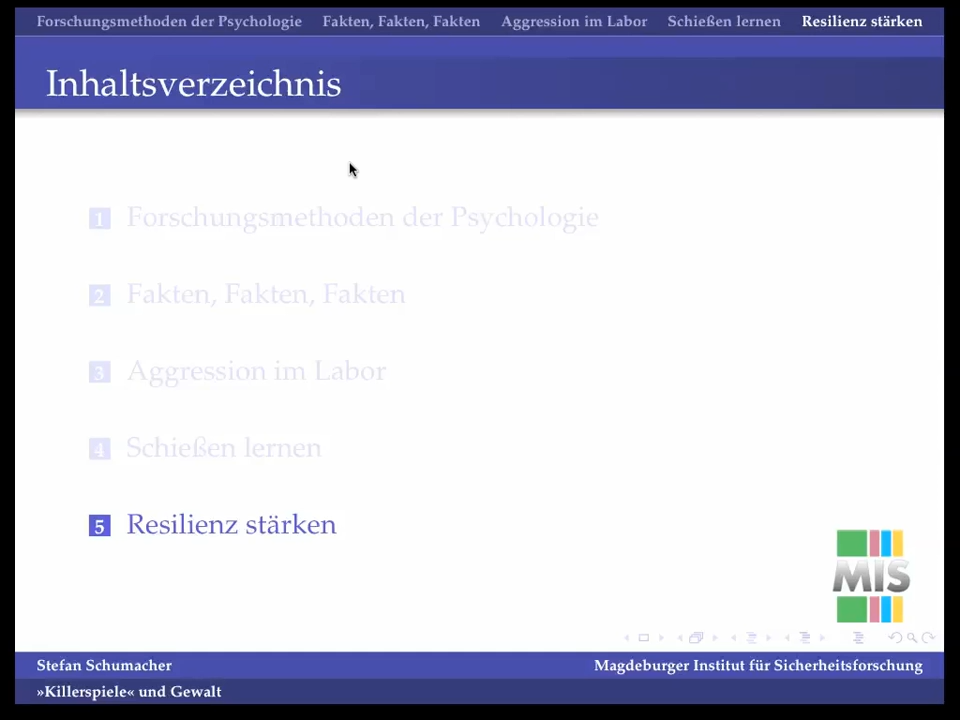 Forschungsmethoden der Psychologie Fakten, Fakten, Fakten Aggression im Labor Schießen lernen Resilienz stärken
Inhaltsverzeichnis
1 Forschungsmethoden der Psychologie
2 Fakten, Fakten, Fakten
3 Aggression im Labor
4 Schießen lernen
5 Resilienz stärken
MIS
Stefan Schumacher Magdeburger Institut für Sicherheitsforschung
»Killerspiele« und Gewalt